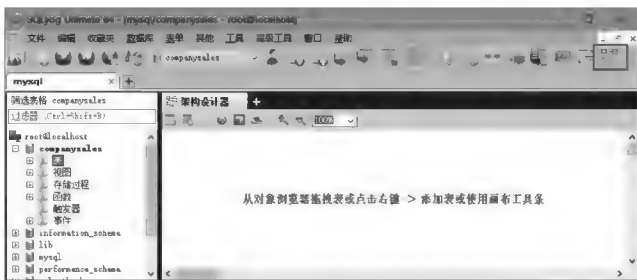 SQLyog Ultimate 64 - [mysql/companysales - root@localhost]
文件 编辑 收藏夹 数据库 表单 其他 工具 高级工具 窗口 帮助
companysales
mysql × +
筛选表格 companysales
过滤器 (Ctrl+Shift+B)
架构设计器 +
100%
root@localhost
companysales
表
视图
存储过程
函数
触发器
事件
information_schema
lib
mysql
performance_schema
从对象浏览器拖拽表或点击右键 > 添加表或使用画布工具条